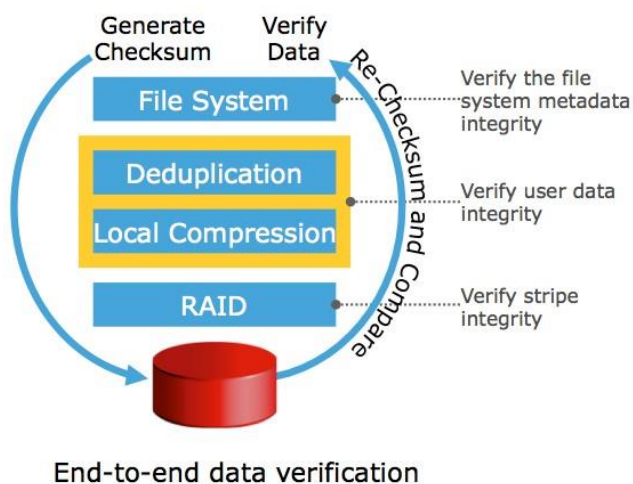 Generate
Checksum
Verify
Data
File System
Deduplication
Local Compression
RAID
Re-Checksum and Compare
Verify the file
system metadata
integrity
Verify user data
integrity
Verify stripe
integrity
End-to-end data verification